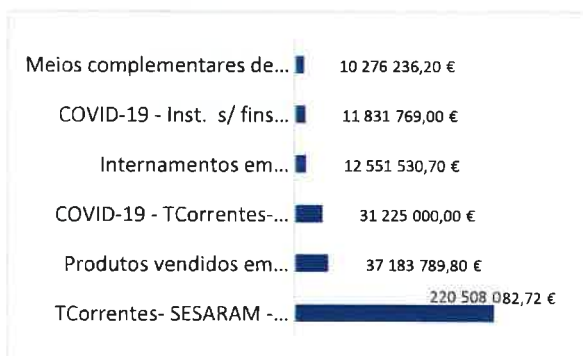 Meios complementares de... 10 276 236,20 €
COVID-19 - Inst. s/ fins... 11 831 769,00 €
Internamentos em... 12 551 530,70 €
COVID-19 - TCorrentes-... 31 225 000,00 €
Produtos vendidos em... 37 183 789,80 €
220 508 082,72 €
TCorrentes- SESARAM -...